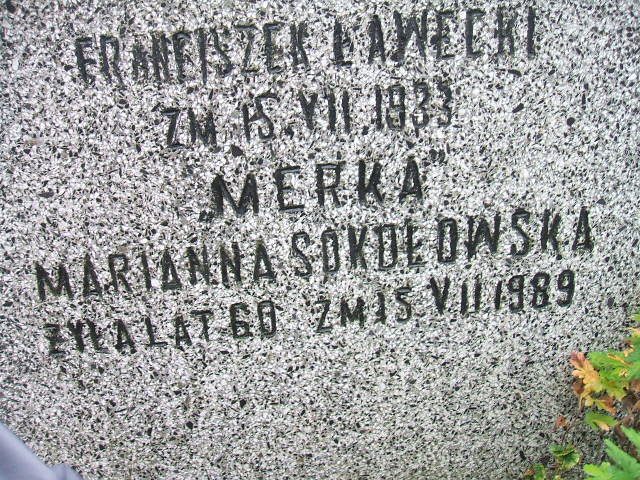 FRANCISZEK ŁAWECKI
ZM. 15. VII. 1933
„MERKA"
MARIANNA SOKOŁOWSKA
ŻYŁA LAT 60 ZM 15 VII 1989